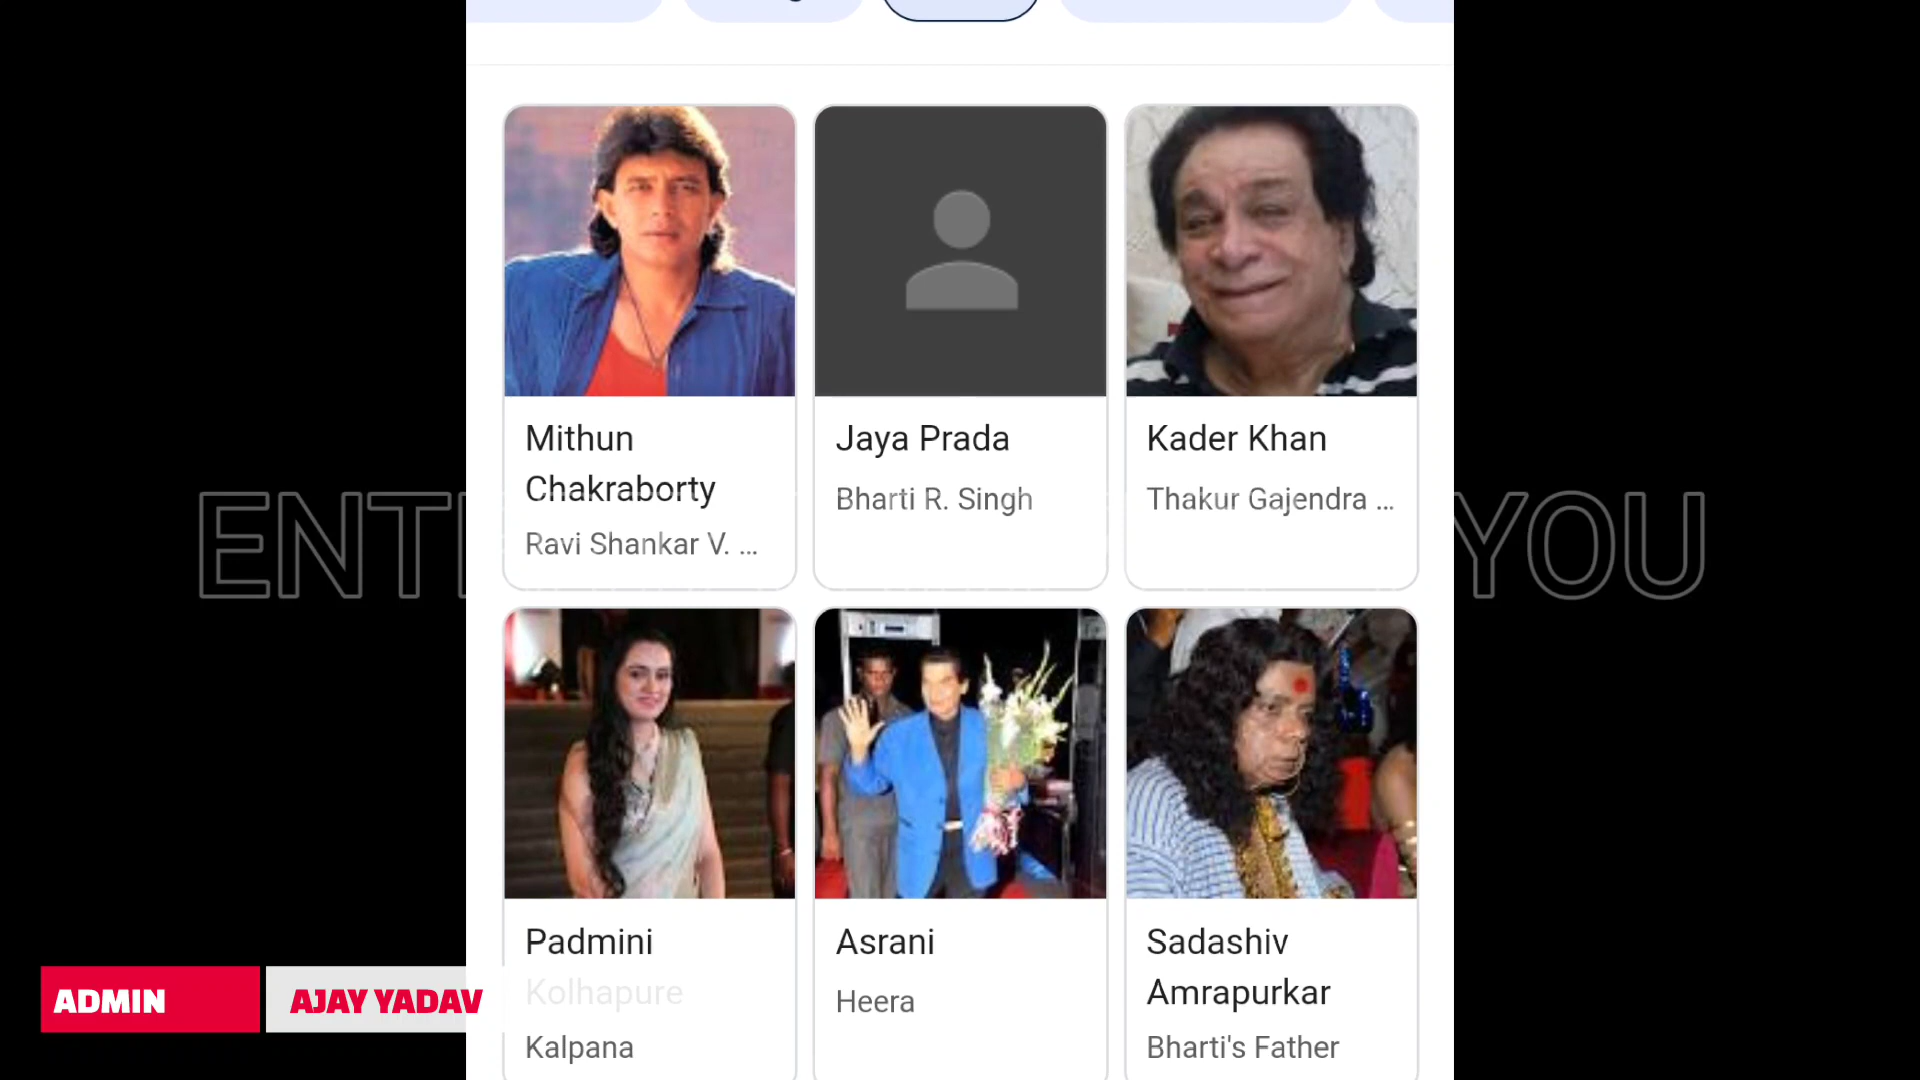 Mithun
Chakraborty
Ravi Shankar V. ...
Jaya Prada
Bharti R. Singh
Kader Khan
Thakur Gajendra ...
ENT
YOU
Padmini
Kolhapure
Kalpana
Asrani
Heera
Sadashiv
Amrapurkar
Bharti's Father
ADMIN
AJAY YADAV